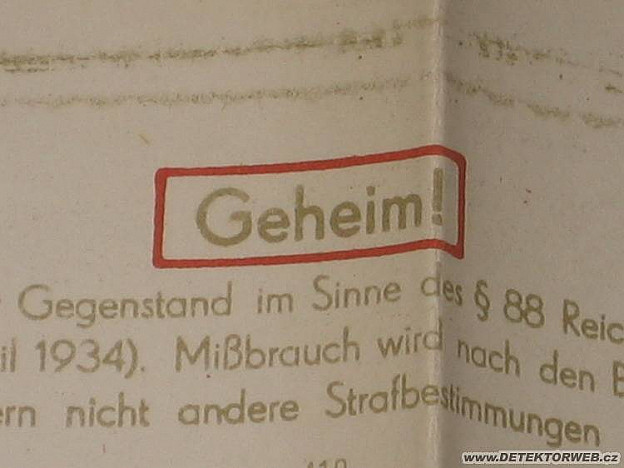 Geheim!
Gegenstand im Sinne des § 88 Reic
il 1934). Mißbrauch wird nach den B
ern nicht andere Strafbestimmungen
www.DETEKTORWEB.cz